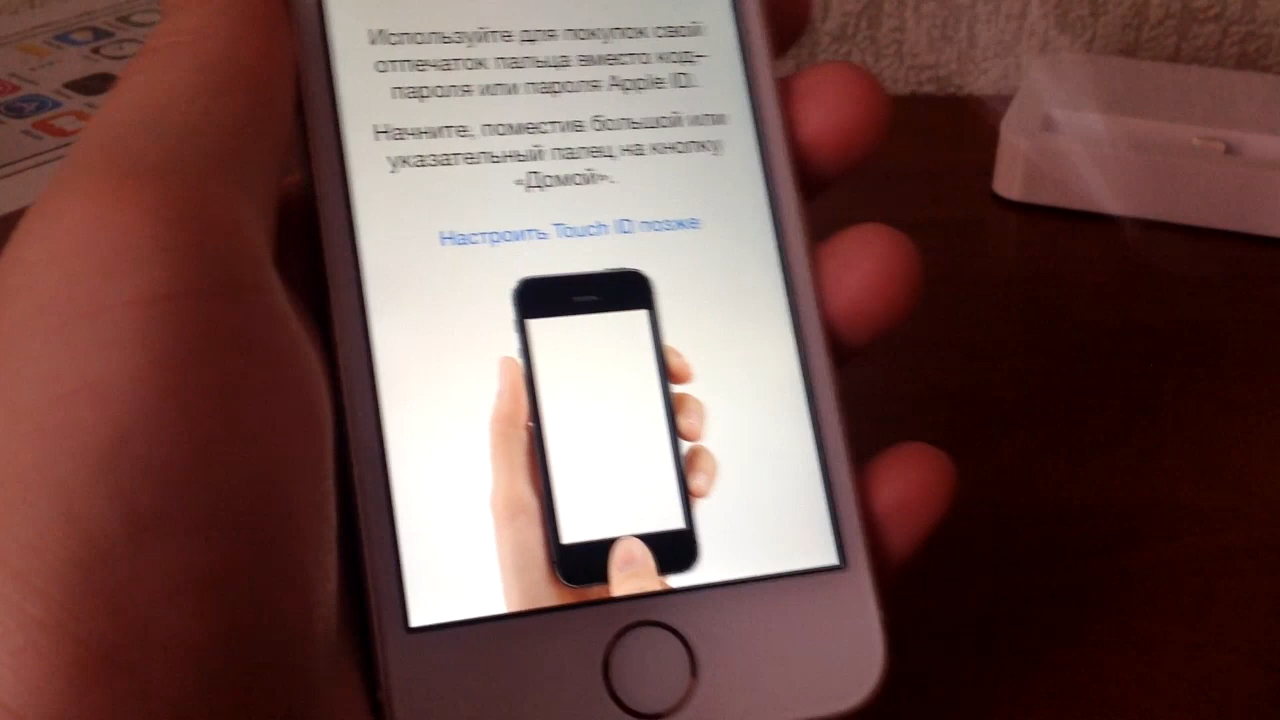 Используйте для покупок свой
отпечаток пальца вместо код-
пароля или пароля Apple ID.
Начните, поместив большой или
указательный палец на кнопку
«Домой».
Настроить Touch ID позже